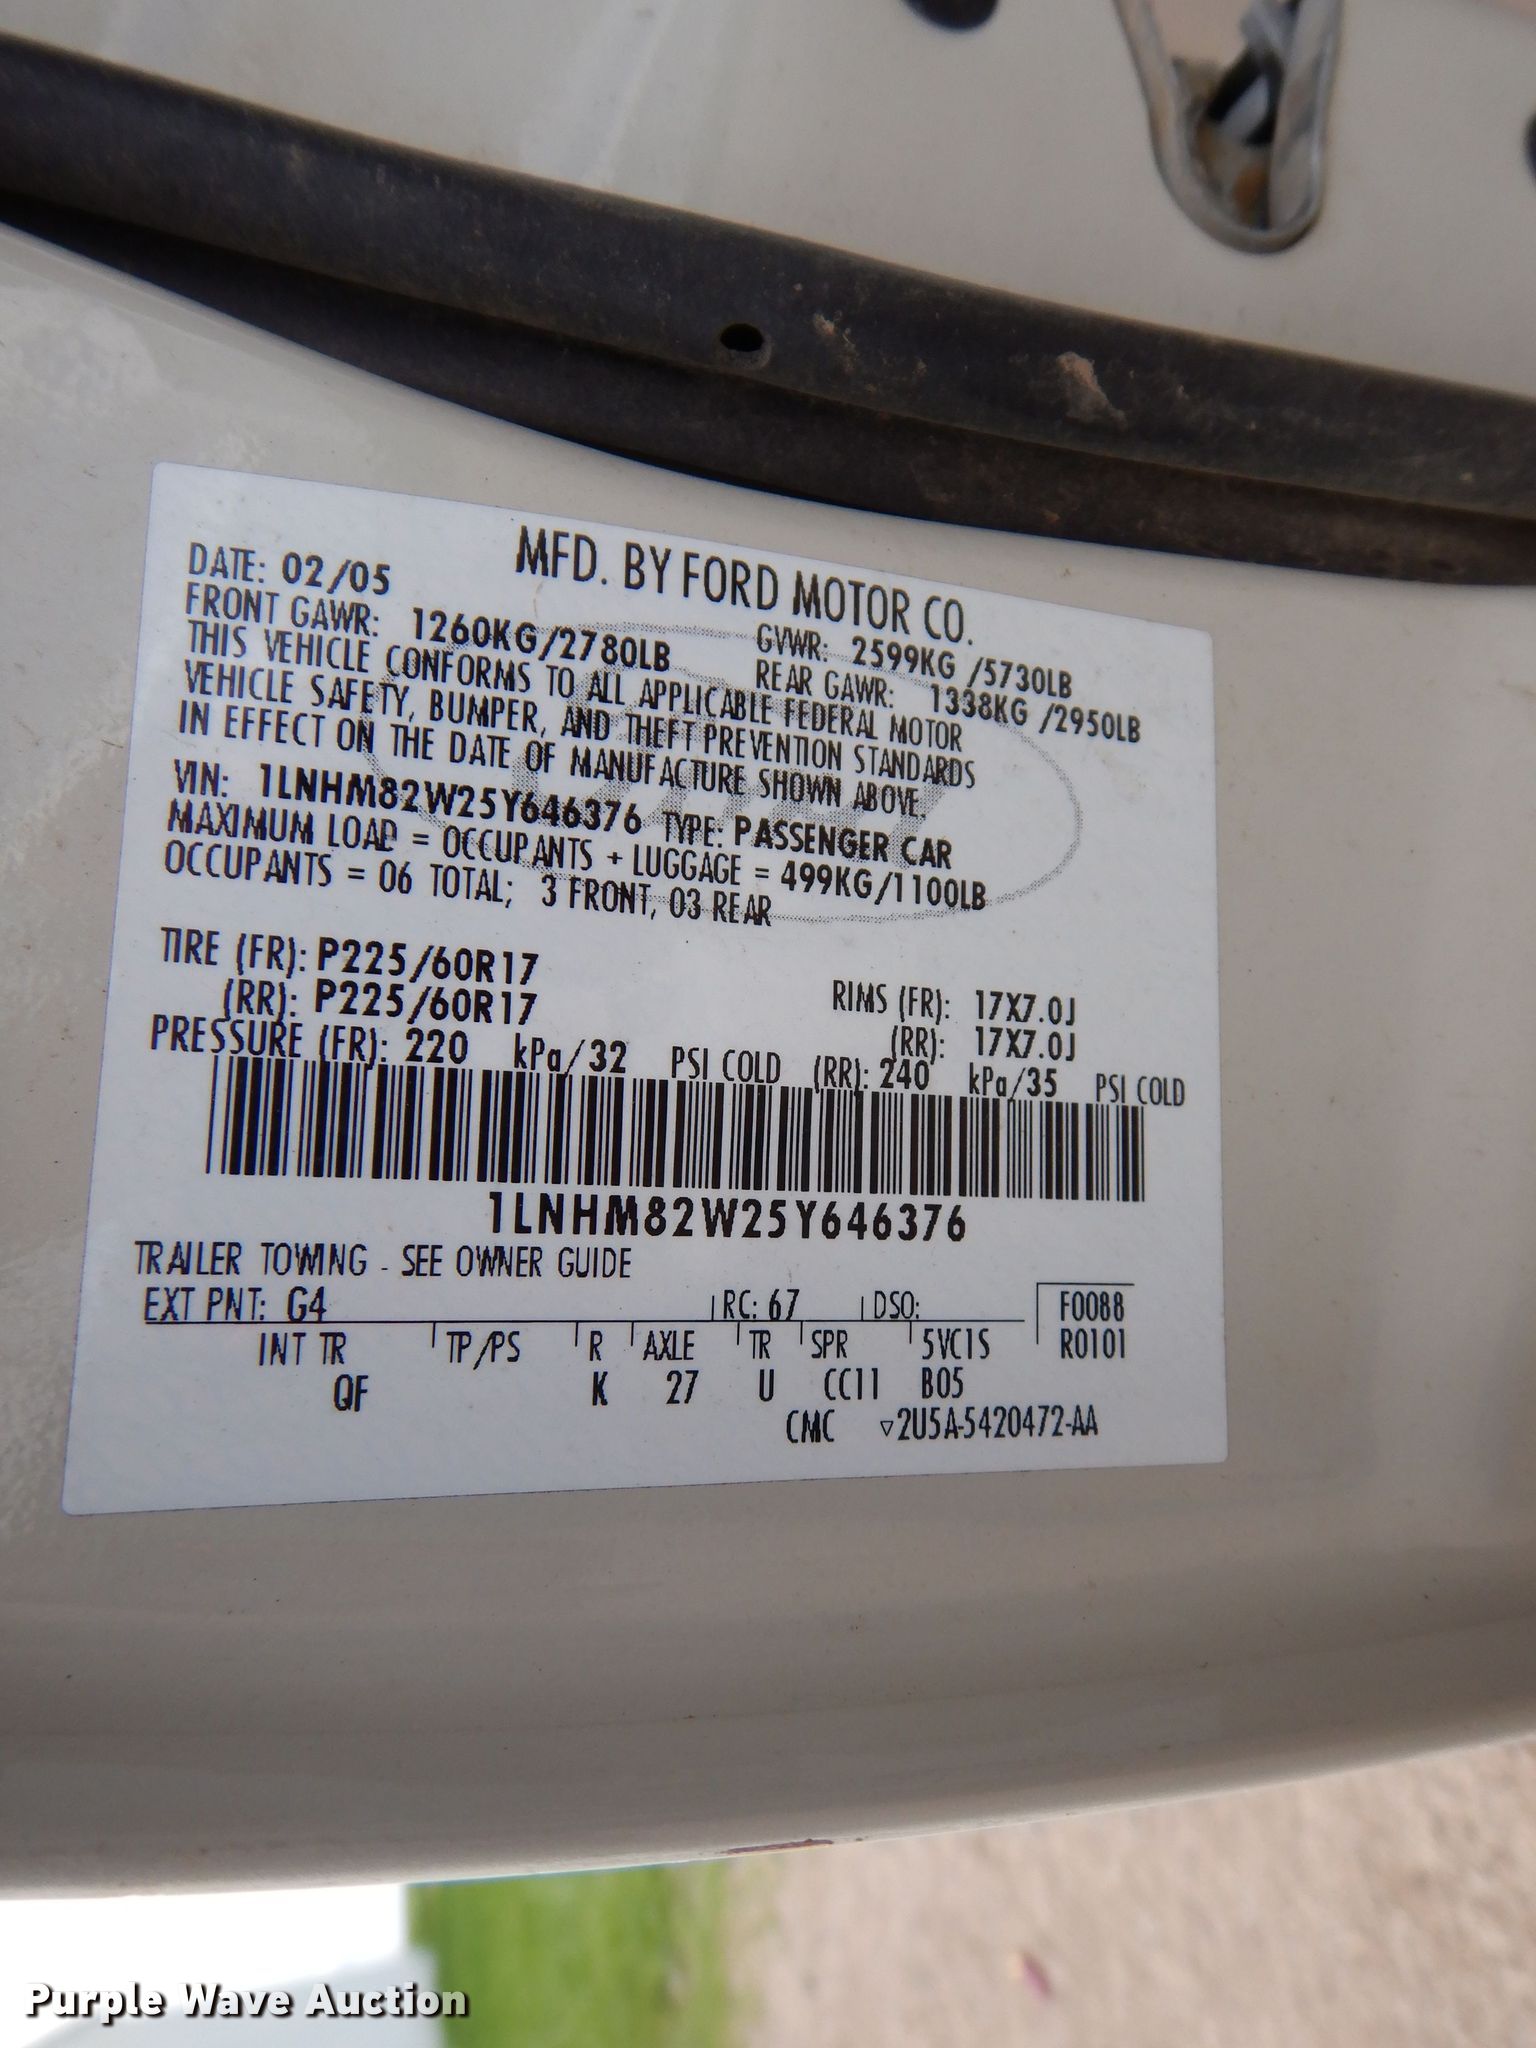 MFD. BY FORD MOTOR CO.
DATE: 02/05 GVWR: 2599KG /5730LB
FRONT GAWR: 1260KG/2780LB REAR GAWR: 1338KG /2950LB
THIS VEHICLE CONFORMS TO ALL APPLICABLE FEDERAL MOTOR
VEHICLE SAFETY, BUMPER, AND THEFT PREVENTION STANDARDS
IN EFFECT ON THE DATE OF MANUFACTURE SHOWN ABOVE.
VIN: 1LNHM82W25Y646376 TYPE: PASSENGER CAR
MAXIMUM LOAD = OCCUPANTS + LUGGAGE = 499KG/1100LB
OCCUPANTS = 06 TOTAL; 3 FRONT, 03 REAR
TIRE (FR): P225/60R17 RIMS (FR): 17X7.0J
(RR): P225/60R17 (RR): 17X7.0J
PRESSURE (FR): 220 kPa/32 PSI COLD (RR): 240 kPa/35 PSI COLD
1LNHM82W25Y646376
TRAILER TOWING - SEE OWNER GUIDE
EXT PNT: G4 RC: 67 DSO: F0088
INT TR TP/PS R AXLE TR SPR 5VC1S R0101
QF K 27 U CC11 B05
CMC ▽2U5A-5420472-AA
Purple Wave Auction